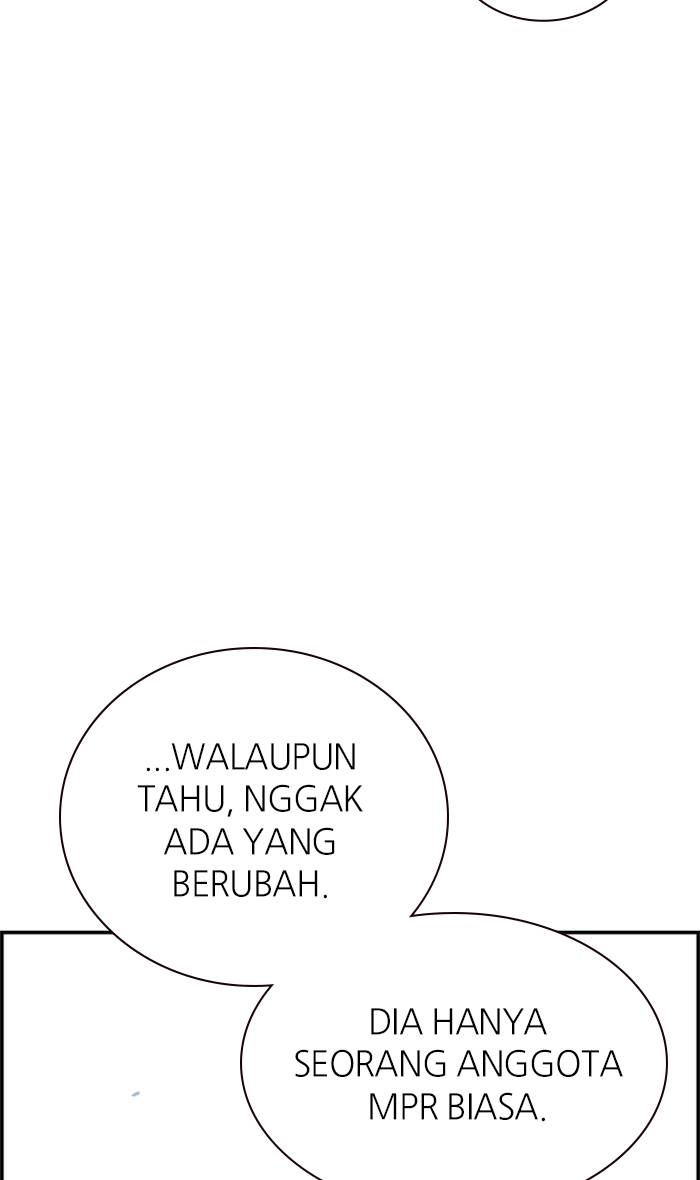 ...WALAUPUN
TAHU, NGGAK
ADA YANG
BERUBAH.
DIA HANYA
SEORANG ANGGOTA
MPR BIASA.